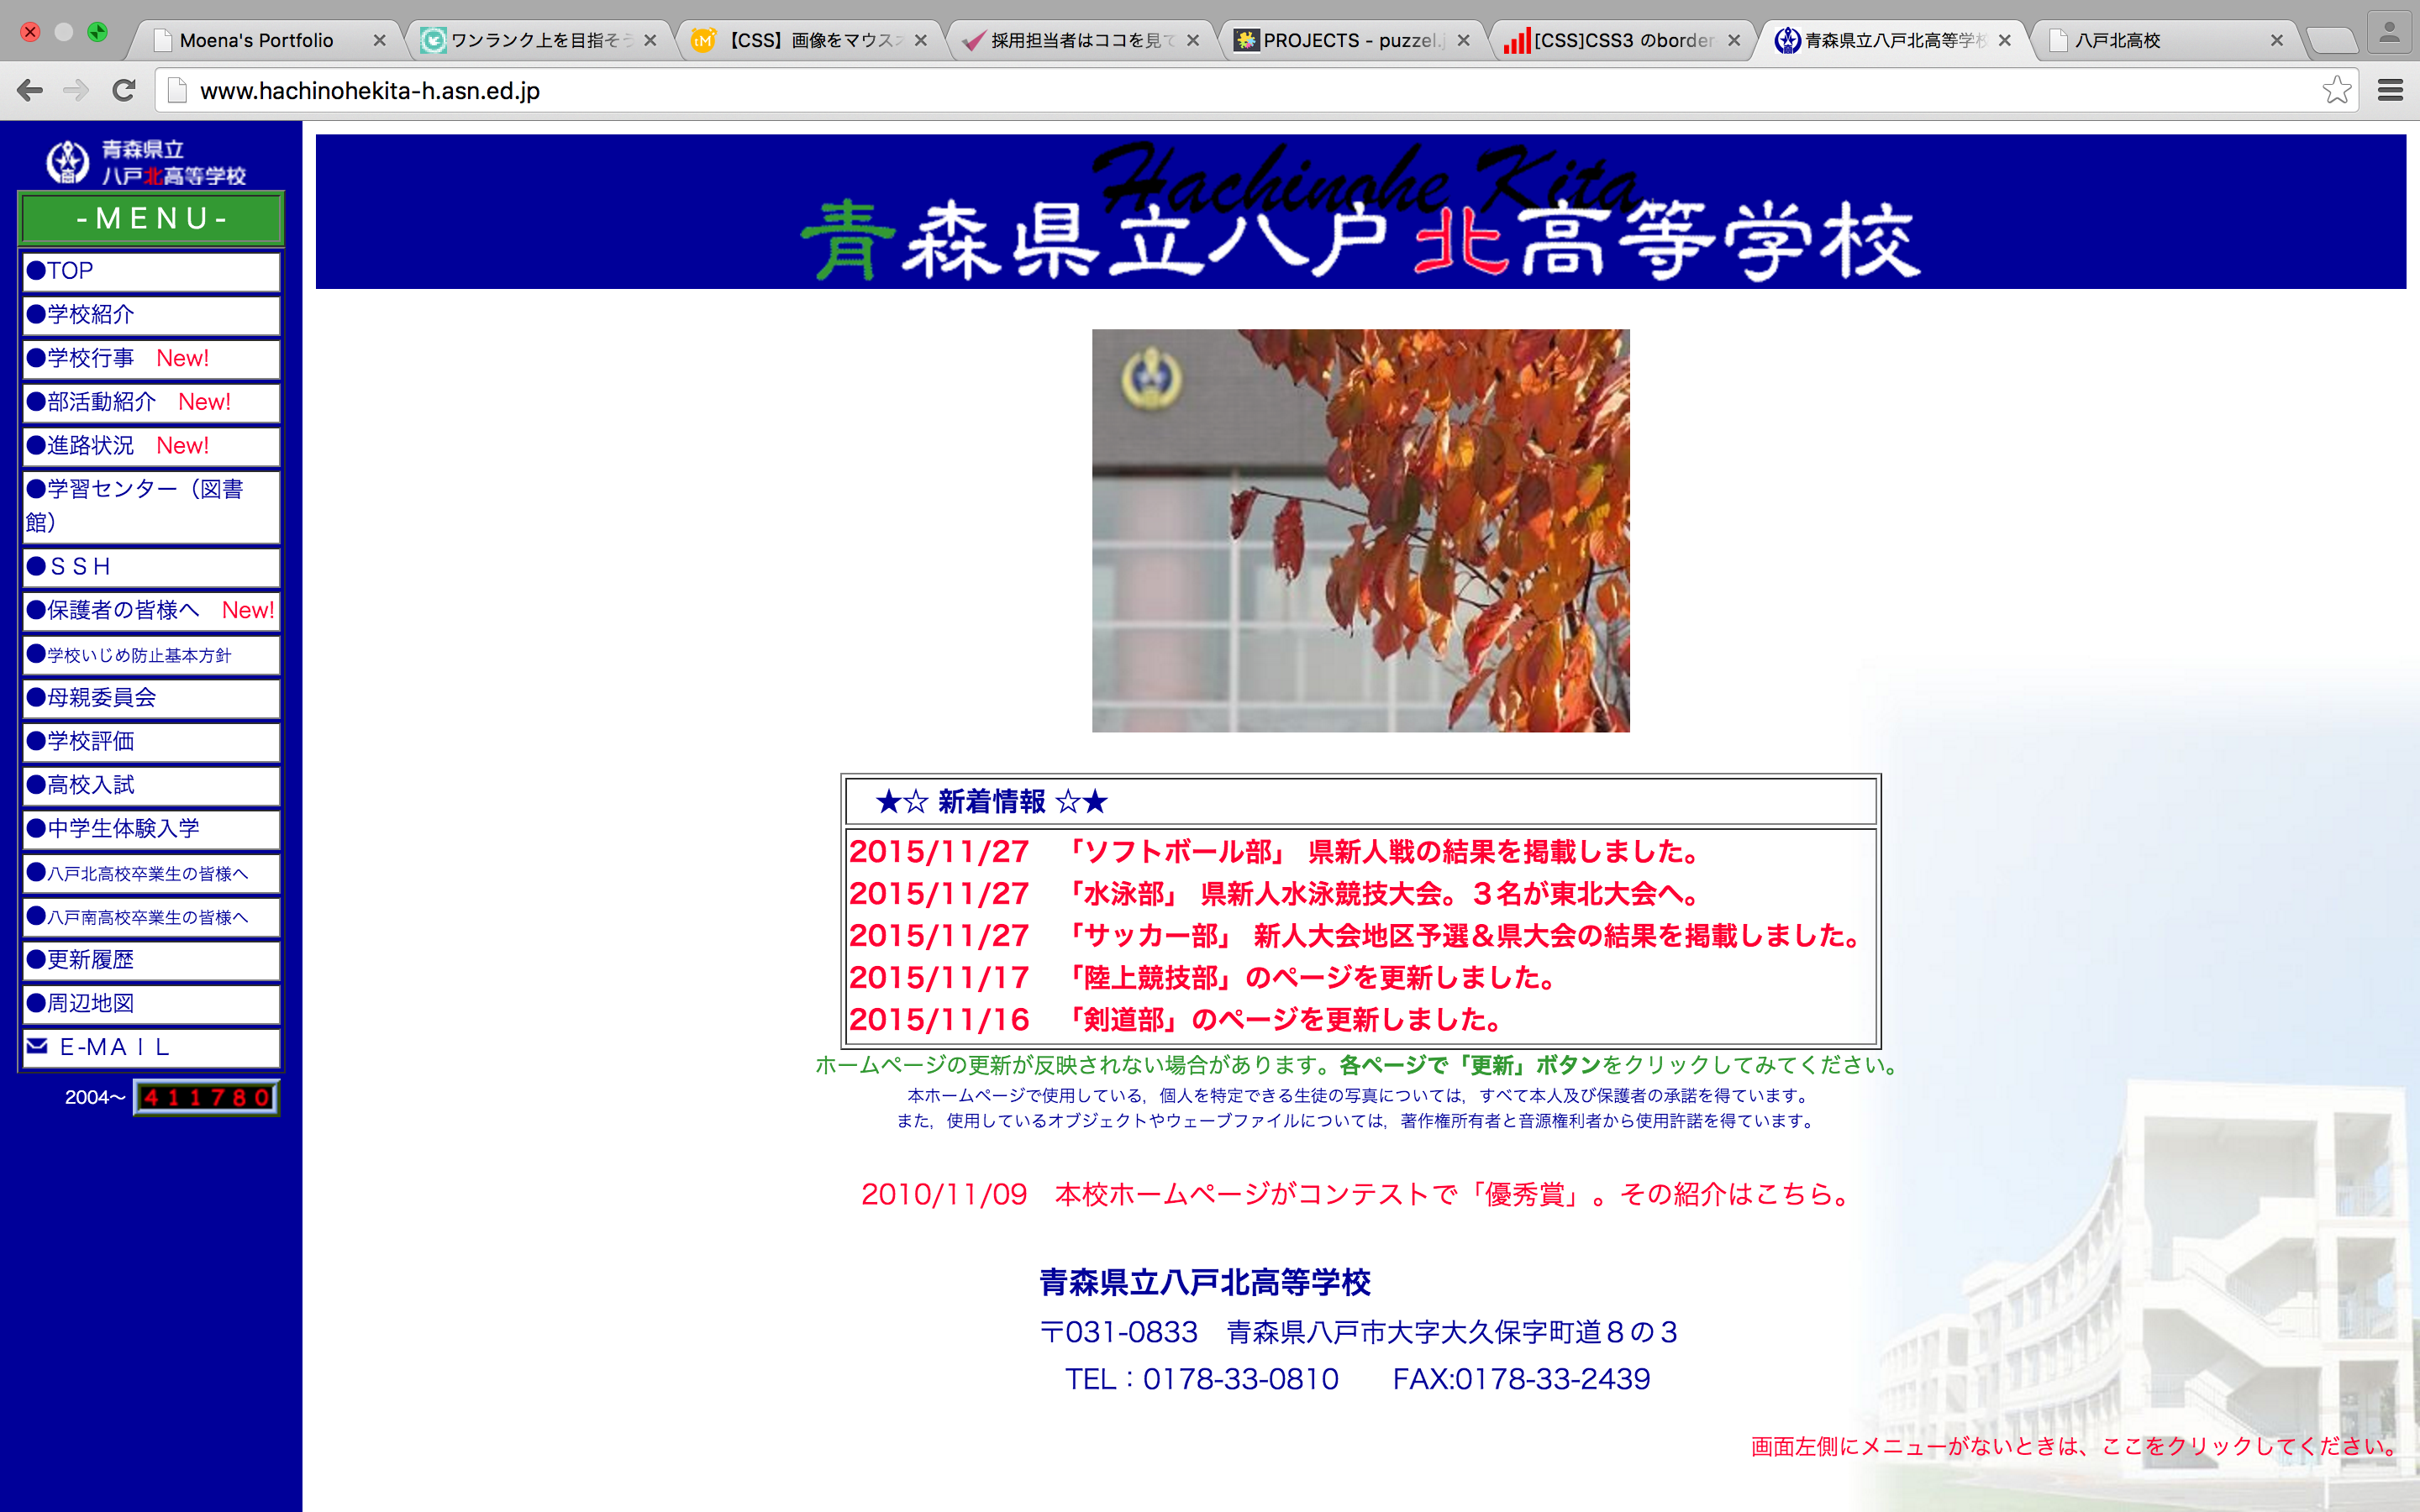 Moena's Portfolio
ワンランク上を目指そう
【CSS】画像をマウスオ
採用担当者はココを見て
PROJECTS - puzzel.j
[CSS]CSS3 のborder
青森県立八戸北高等学校
八戸北高校
www.hachinohekita-h.asn.ed.jp
青森県立
八戸北高等学校
-ＭＥＮＵ-
●TOP
●学校紹介
●学校行事　New!
●部活動紹介　New!
●進路状況　New!
●学習センター（図書
館）
●ＳＳＨ
●保護者の皆様へ　New!
●学校いじめ防止基本方針
●母親委員会
●学校評価
●高校入試
●中学生体験入学
●八戸北高校卒業生の皆様へ
●八戸南高校卒業生の皆様へ
●更新履歴
●周辺地図
Ｅ-ＭＡＩＬ
2004～ 411780
Hachinohe Kita
青森県立八戸北高等学校
★☆ 新着情報 ☆★
2015/11/27　「ソフトボール部」 県新人戦の結果を掲載しました。
2015/11/27　「水泳部」 県新人水泳競技大会。３名が東北大会へ。
2015/11/27　「サッカー部」 新人大会地区予選＆県大会の結果を掲載しました。
2015/11/17　「陸上競技部」のページを更新しました。
2015/11/16　「剣道部」のページを更新しました。
ホームページの更新が反映されない場合があります。各ページで「更新」ボタンをクリックしてみてください。
本ホームページで使用している，個人を特定できる生徒の写真については，すべて本人及び保護者の承諾を得ています。
また，使用しているオブジェクトやウェーブファイルについては，著作権所有者と音源権利者から使用許諾を得ています。
2010/11/09　本校ホームページがコンテストで「優秀賞」。その紹介はこちら。
青森県立八戸北高等学校
〒031-0833　青森県八戸市大字大久保字町道８の３
TEL：0178-33-0810　　FAX:0178-33-2439
画面左側にメニューがないときは、ここをクリックしてください。